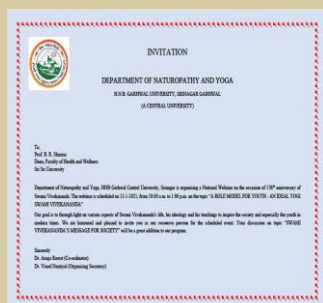 INVITATION
DEPARTMENT OF NATUROPATHY AND YOGA
H.N.B. GARHWAL UNIVERSITY, SRINAGAR GARHWAL
(A CENTRAL UNIVERSITY)
To,
Prof. B. R. Sharma
Dean, Faculty of Health and Wellness
Sri Sri University
Department of Naturopathy and Yoga, HNB Garhwal Central University, Srinagar is organising a National Webinar on the occasion of 158th anniversary of
Swami Vivekananda. The webinar is scheduled on 12-1-2021, from 10:00 a.m. to 1:00 p.m. on the topic "A ROLE MODEL FOR YOUTH - AN IDEAL YOGI
SWAMI VIVEKANANDA"
Our goal is to through light on various aspects of Swami Vivekananda's life, his ideology and his teachings to inspire the society and especially the youth in
modern times. We are honoured and pleased to invite you as our resource person for the scheduled event. Your discussion on topic "SWAMI
VIVEKANANDA'S MESSAGE FOR SOCIETY" will be a great addition to our program.
Sincerely
Dr. Anuja Rawat (Co-ordinator)
Dr. Vinod Nautiyal (Organising Secretary)